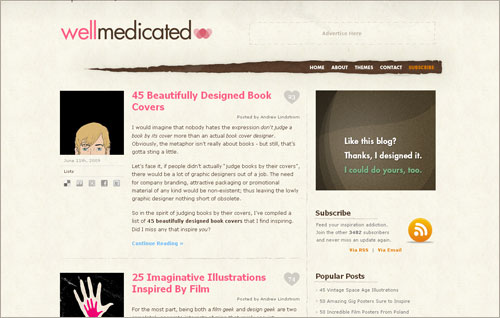 wellmedicated
Advertise Here
HOME ABOUT THEMES CONTACT SUBSCRIBE
45 Beautifully Designed Book
Covers
Posted by Andrew Lindstrom
I would imagine that nobody hates the expression don't judge a
book by its cover more than an actual book cover designer.
Obviously, the metaphor isn't really about books - but still, that's
gotta sting a little.
Let's face it, if people didn't actually "judge books by their covers",
there would be a lot of graphic designers out of a job. The need
for company branding, attractive packaging or promotional
material of any kind would be non-existent; thus leaving the lowly
graphic designer nothing short of obsolete.
So in the spirit of judging books by their covers, I've compiled a
list of 45 beautifully designed book covers that I find inspiring.
Did I miss any that inspire you?
Continue Reading »
June 11th, 2009
Lists
25 Imaginative Illustrations
Inspired By Film
Posted by Andrew Lindstrom
For the most part, being both a film geek and design geek are two
Like this blog?
Thanks, I designed it.
I could do yours, too.
Subscribe
Feed your inspiration addiction.
Join the other 3482 subscribers
and never miss an update again.
Via RSS | Via Email
Popular Posts
45 Vintage Space Age Illustrations
50 Amazing Gig Posters Sure to Inspire
50 Incredible Film Posters From Poland